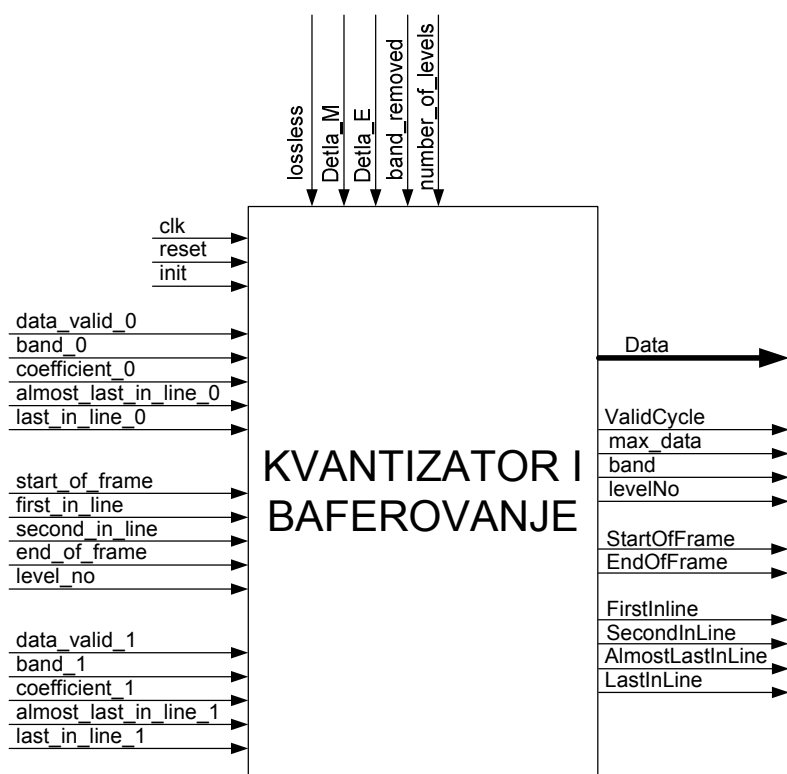 lossless
Detla_M
Detla_E
band_removed
number_of_levels
clk
reset
init
data_valid_0
band_0
coefficient_0
almost_last_in_line_0
last_in_line_0
start_of_frame
first_in_line
second_in_line
end_of_frame
level_no
data_valid_1
band_1
coefficient_1
almost_last_in_line_1
last_in_line_1
KVANTIZATOR I
BAFEROVANJE
Data
ValidCycle
max_data
band
levelNo
StartOfFrame
EndOfFrame
FirstInline
SecondInLine
AlmostLastInLine
LastInLine